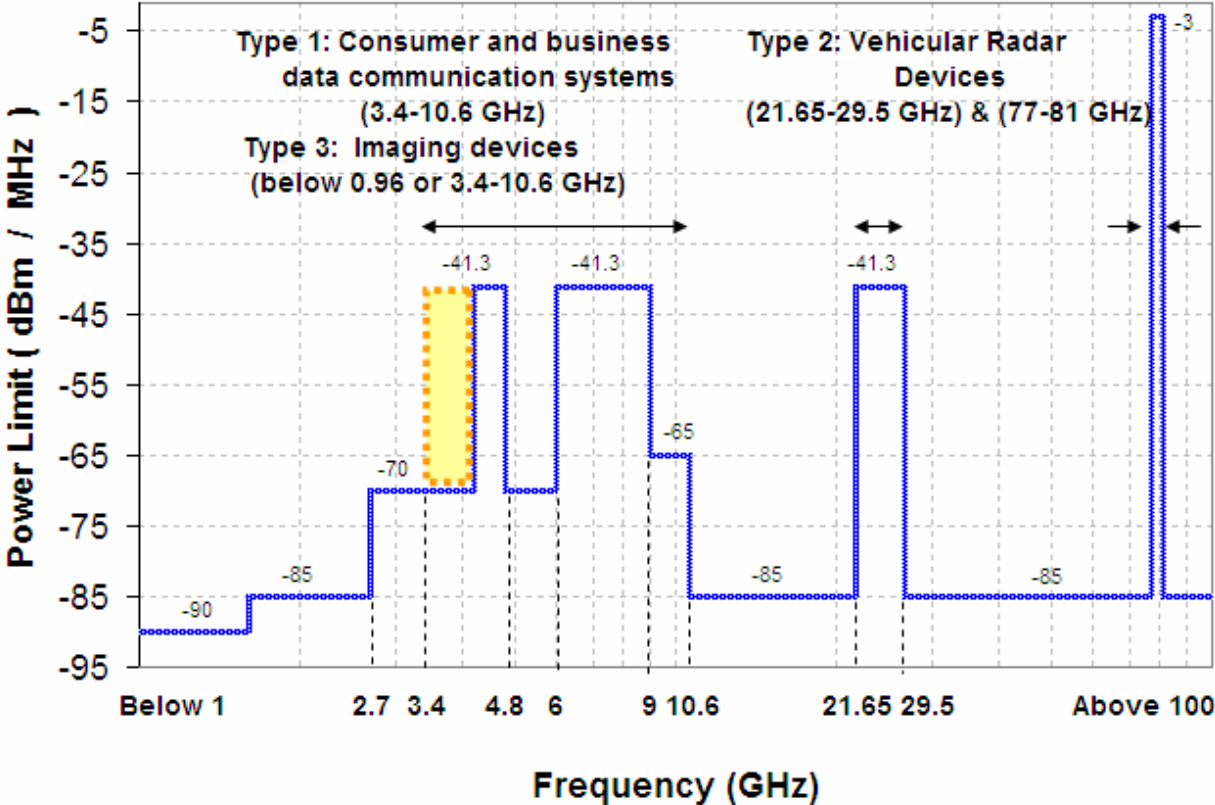 -5
-15
-25
-35
-45
-55
-65
-75
-85
-95
Power Limit ( dBm / MHz )
Type 1: Consumer and business
data communication systems
(3.4-10.6 GHz)
Type 3: Imaging devices
(below 0.96 or 3.4-10.6 GHz)
Type 2: Vehicular Radar
Devices
(21.65-29.5 GHz) & (77-81 GHz)
-3
-41.3 -41.3 -41.3
-65
-70
-85 -85 -85
-90
Below 1 2.7 3.4 4.8 6 9 10.6 21.65 29.5 Above 100
Frequency (GHz)